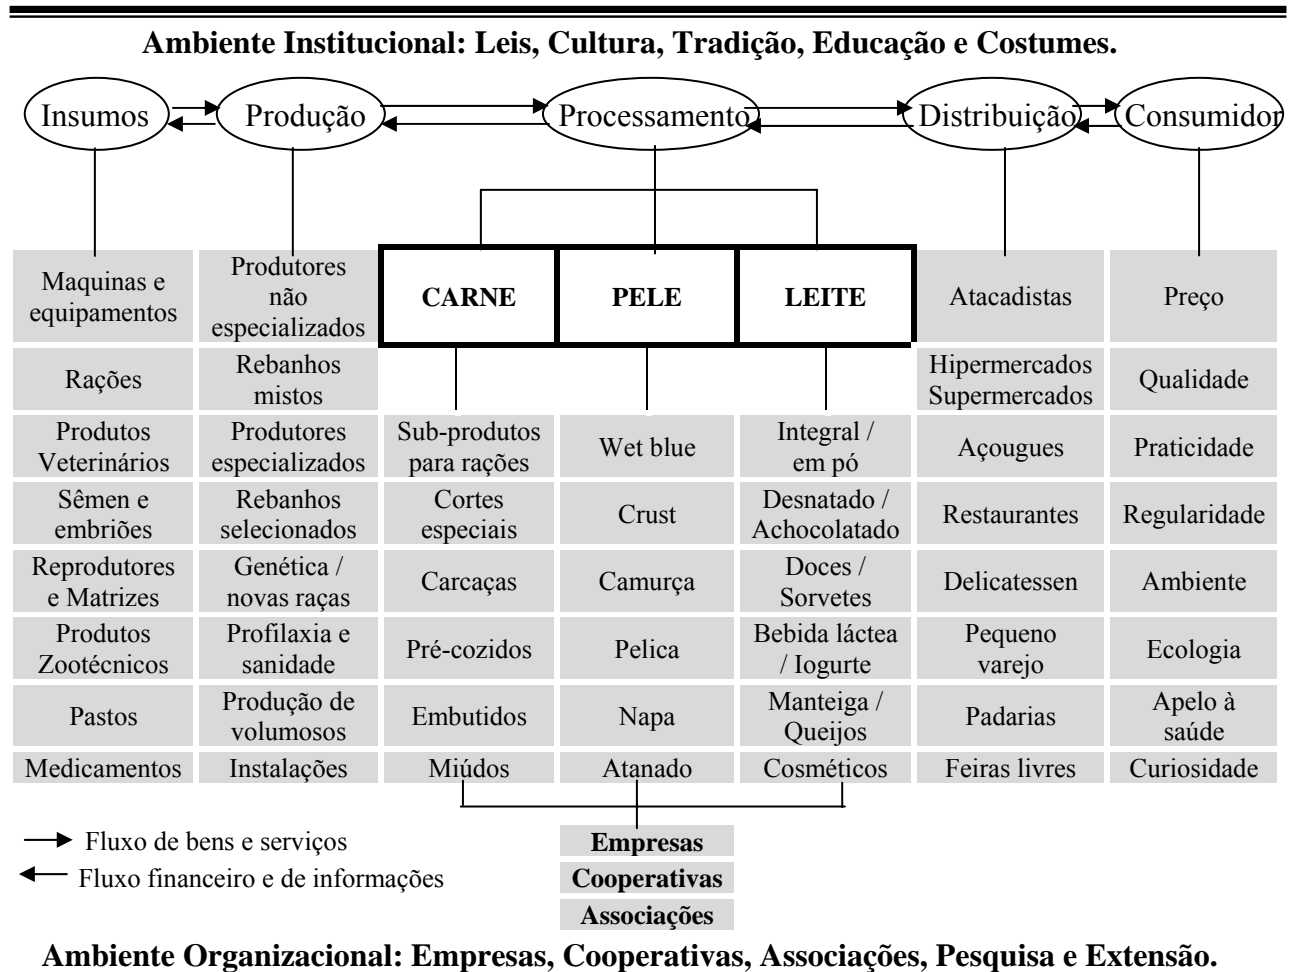 Ambiente Institucional: Leis, Cultura, Tradição, Educação e Costumes.
Insumos
Produção
Processamento
Distribuição
Consumidor
Maquinas e
equipamentos
Produtores
não
especializados
CARNE
PELE
LEITE
Atacadistas
Preço
Rações
Rebanhos
mistos
Hipermercados
Supermercados
Qualidade
Produtos
Veterinários
Produtores
especializados
Sub-produtos
para rações
Wet blue
Integral /
em pó
Açougues
Praticidade
Sêmen e
embriões
Rebanhos
selecionados
Cortes
especiais
Crust
Desnatado /
Achocolatado
Restaurantes
Regularidade
Reprodutores
e Matrizes
Genética /
novas raças
Carcaças
Camurça
Doces /
Sorvetes
Delicatessen
Ambiente
Produtos
Zootécnicos
Profilaxia e
sanidade
Pré-cozidos
Pelica
Bebida láctea
/ Iogurte
Pequeno
varejo
Ecologia
Pastos
Produção de
volumosos
Embutidos
Napa
Manteiga /
Queijos
Padarias
Apelo à
saúde
Medicamentos
Instalações
Miúdos
Atanado
Cosméticos
Feiras livres
Curiosidade
Fluxo de bens e serviços
Fluxo financeiro e de informações
Empresas
Cooperativas
Associações
Ambiente Organizacional: Empresas, Cooperativas, Associações, Pesquisa e Extensão.